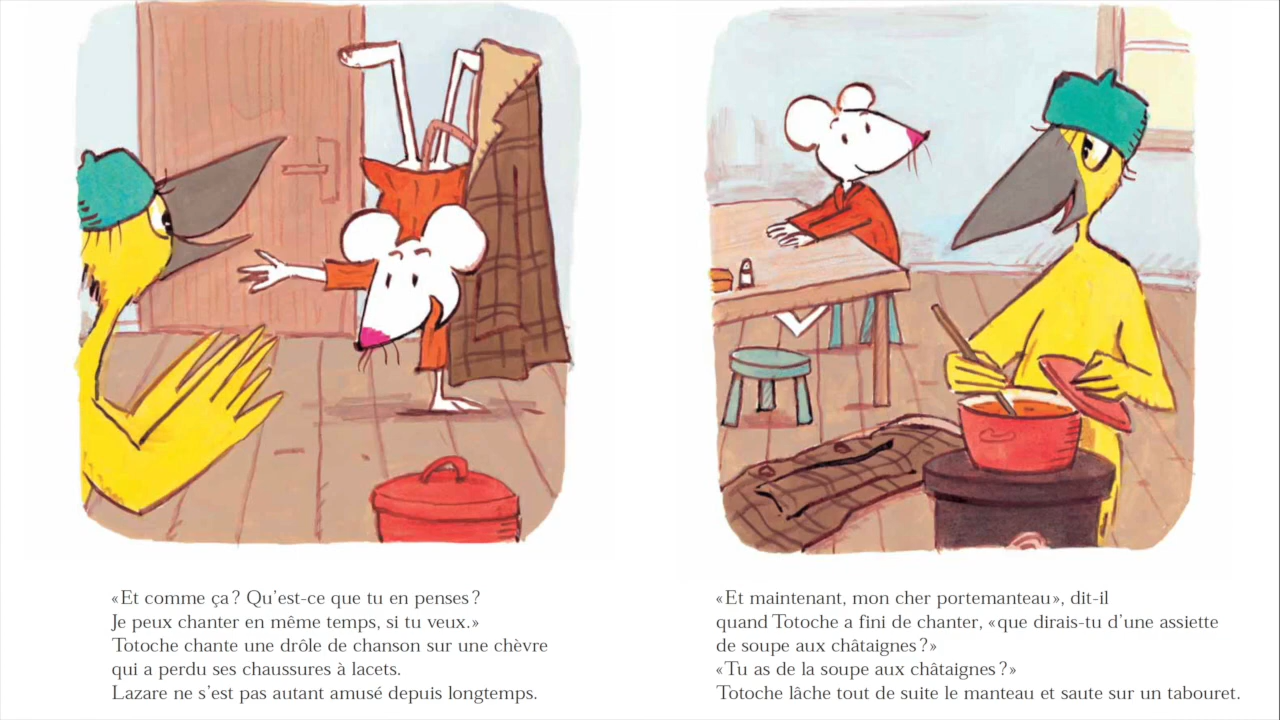 «Et comme ça? Qu'est-ce que tu en penses?
Je peux chanter en même temps, si tu veux.»
Totoche chante une drôle de chanson sur une chèvre
qui a perdu ses chaussures à lacets.
Lazare ne s'est pas autant amusé depuis longtemps.
«Et maintenant, mon cher portemanteau», dit-il
quand Totoche a fini de chanter, «que dirais-tu d'une assiette
de soupe aux châtaignes?»
«Tu as de la soupe aux châtaignes?»
Totoche lâche tout de suite le manteau et saute sur un tabouret.